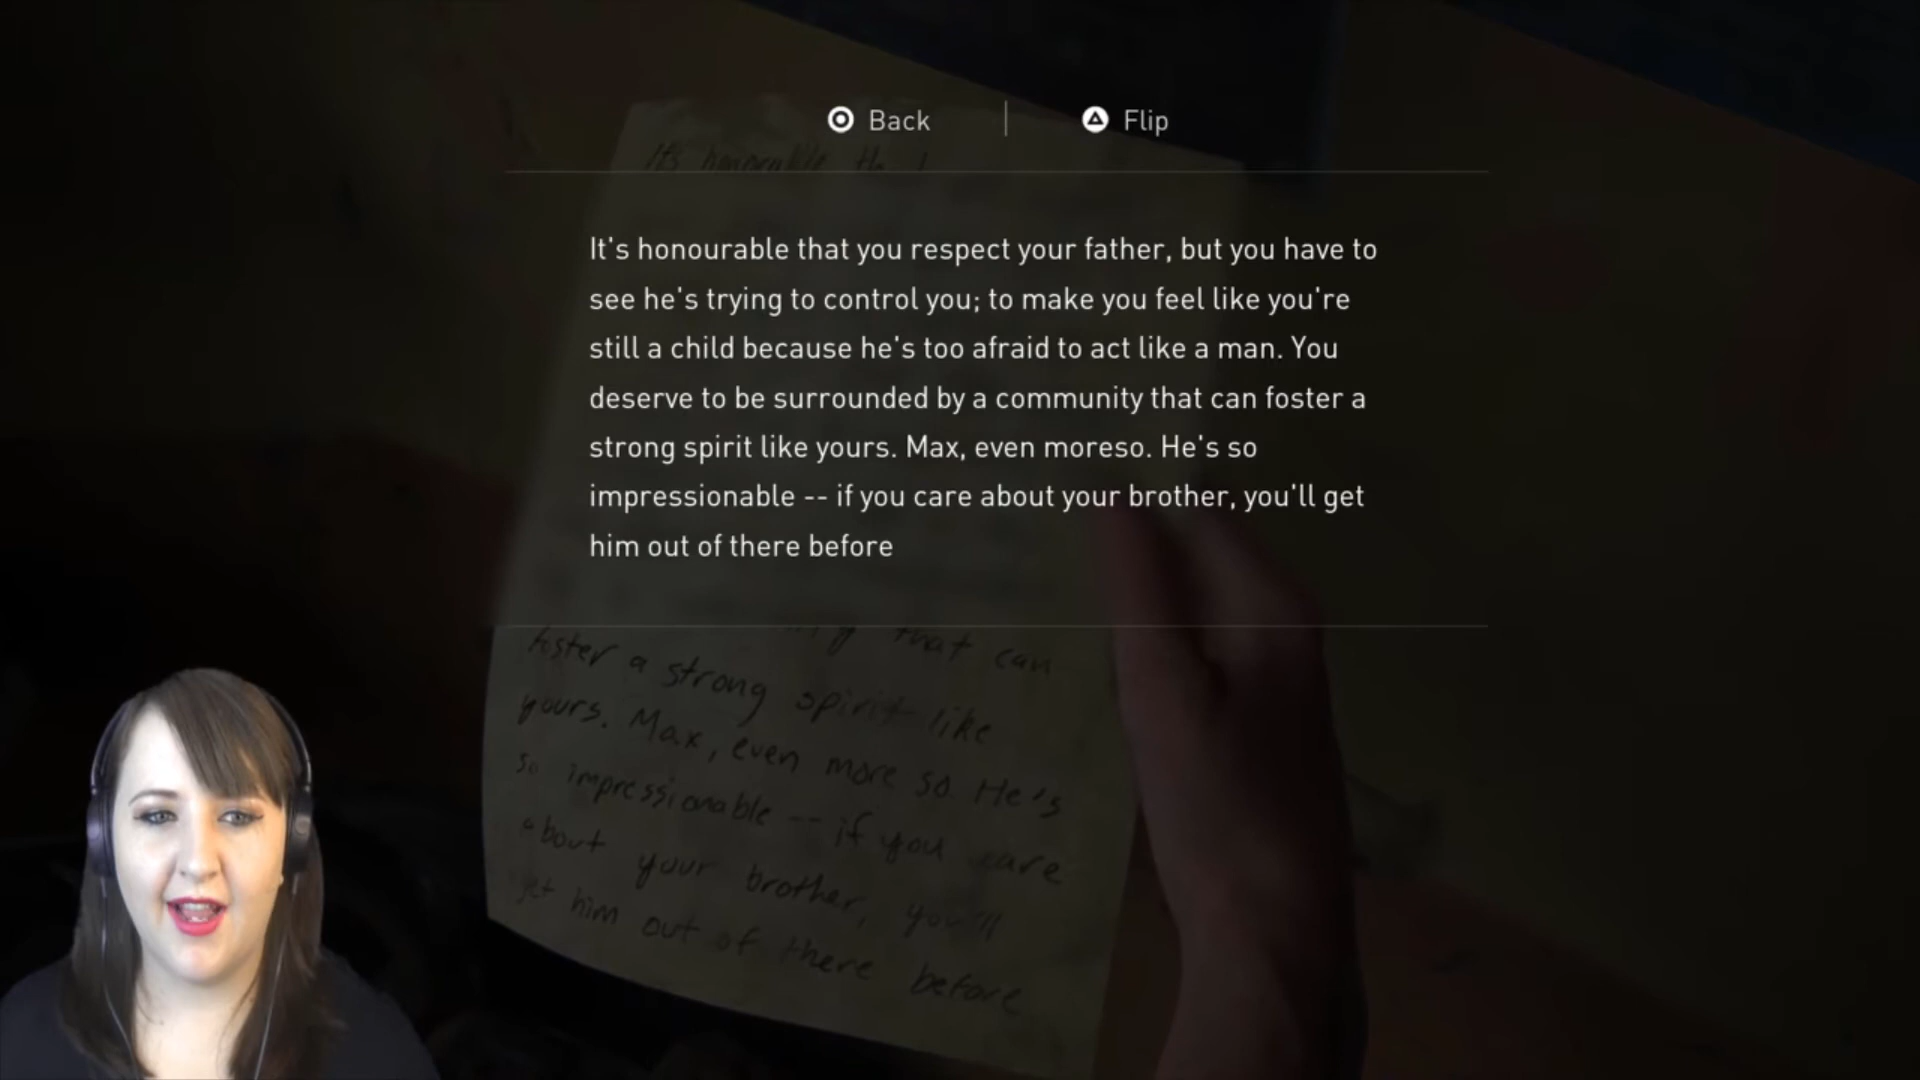 Back | Flip
It's honourable th
It's honourable that you respect your father, but you have to
see he's trying to control you; to make you feel like you're
still a child because he's too afraid to act like a man. You
deserve to be surrounded by a community that can foster a
strong spirit like yours. Max, even moreso. He's so
impressionable -- if you care about your brother, you'll get
him out of there before
that can
foster a strong spirit like
yours. Max, even more so. He's
so impressionable -- if you care
about your brother, you'll
get him out of there before